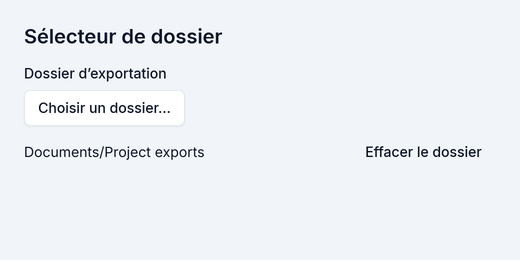 Sélecteur de dossier
Dossier d’exportation
Choisir un dossier…
Documents/Project exports
Effacer le dossier